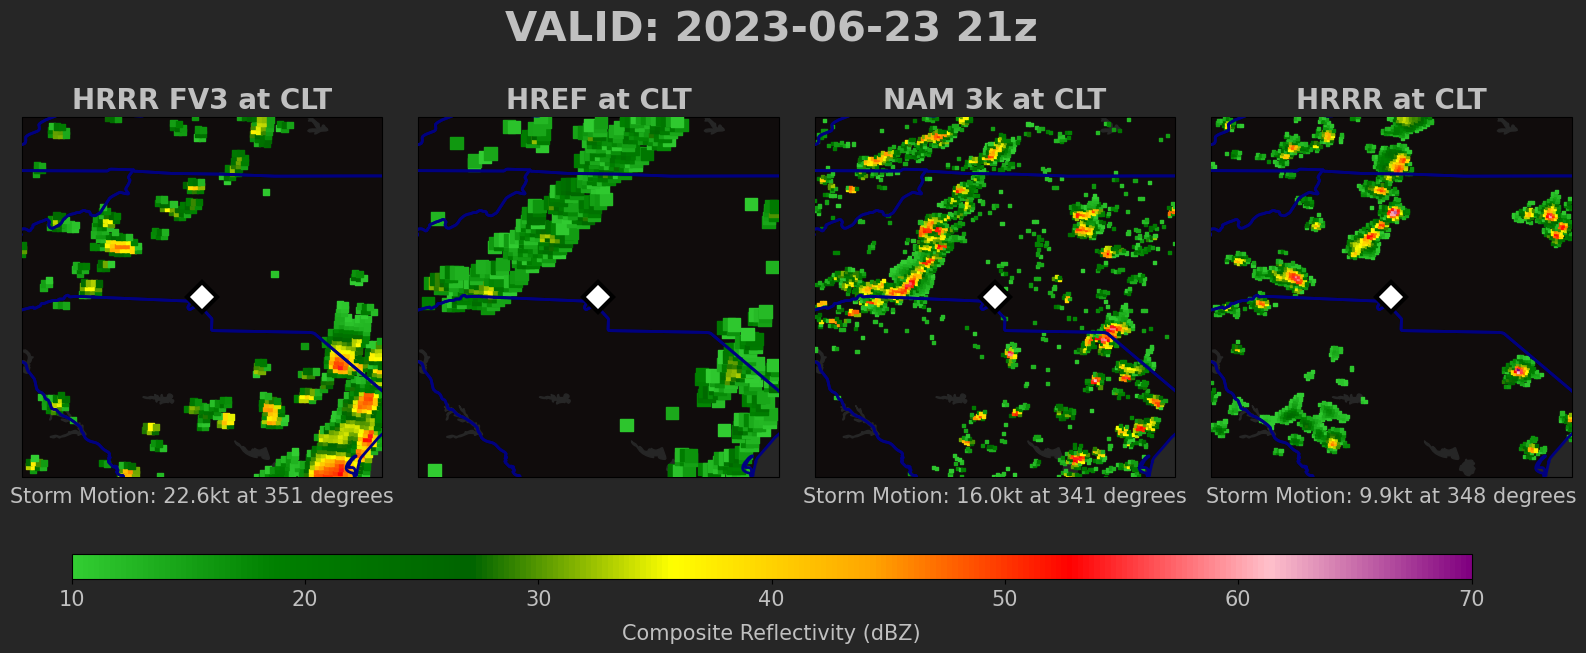 VALID: 2023-06-23 21z
HRRR FV3 at CLT
HREF at CLT
NAM 3k at CLT
HRRR at CLT
Storm Motion: 22.6kt at 351 degrees
Storm Motion: 16.0kt at 341 degrees
Storm Motion: 9.9kt at 348 degrees
10 20 30 40 50 60 70
Composite Reflectivity (dBZ)